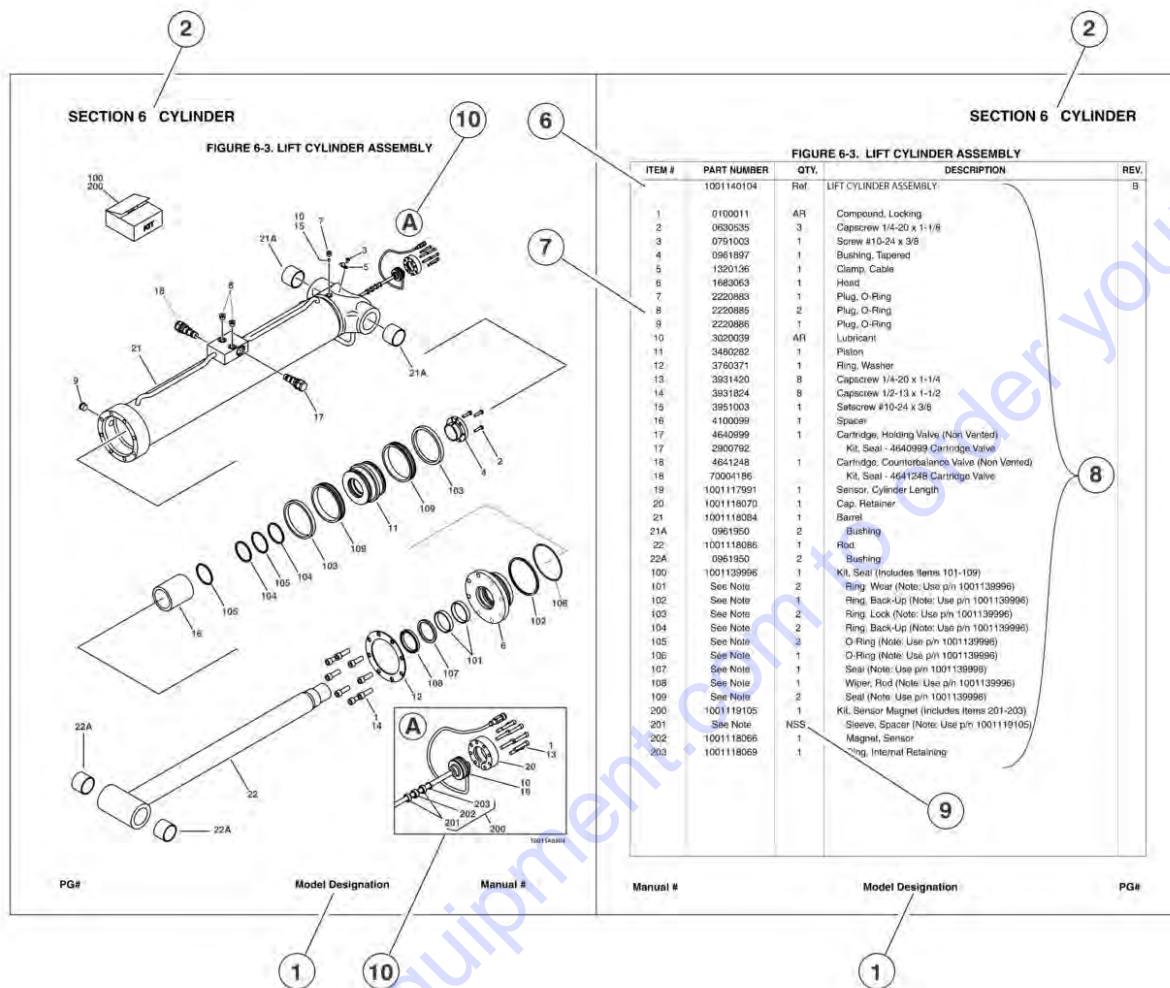 2
2
SECTION 6 CYLINDER
10
FIGURE 6-3. LIFT CYLINDER ASSEMBLY
100
200
KIT
10
15
7
3
5
A
21A
18
8
21
21A
9
17
2
4
103
109
11
109
103
104
105
104
105
16
106
102
6
101
107
108
12
1
14
22A
22
22A
A
1
13
20
10
19
203
202
201
200
PG#
Model Designation
Manual #
1
10
SECTION 6 CYLINDER
6
FIGURE 6-3. LIFT CYLINDER ASSEMBLY
ITEM # PART NUMBER QTY. DESCRIPTION REV.
1001140104 Ref. LIFT CYLINDER ASSEMBLY B
1 0100011 AR Compound, Locking
2 0630535 3 Capscrew 1/4-20 x 1-1/8
3 0791003 1 Screw #10-24 x 3/8
4 0961897 1 Bushing, Tapered
5 1320136 1 Clamp, Cable
6 1683063 1 Head
7
7 2220883 1 Plug, O-Ring
8 2220885 2 Plug, O-Ring
9 2220886 1 Plug, O-Ring
10 3020039 AR Lubricant
11 3480282 1 Piston
12 3760371 1 Ring, Washer
13 3931420 8 Capscrew 1/4-20 x 1-1/4
14 3931824 8 Capscrew 1/2-13 x 1-1/2
15 3951003 1 Setscrew #10-24 x 3/8
16 4100099 1 Spacer
17 4640999 1 Cartridge, Holding Valve (Non Vented)
17 2900792 Kit, Seal - 4640999 Cartridge Valve
18 4641248 1 Cartridge, Counterbalance Valve (Non Vented)
18 70004186 Kit, Seal - 4641248 Cartridge Valve
8
19 1001117991 1 Sensor, Cylinder Length
20 1001118070 1 Cap, Retainer
21 1001118084 1 Barrel
21A 0961950 2 Bushing
22 1001118086 1 Rod
22A 0961950 2 Bushing
100 1001139996 1 Kit, Seal (Includes Items 101-109)
101 See Note 2 Ring, Wear (Note: Use p/n 1001139996)
102 See Note 1 Ring, Back-Up (Note: Use p/n 1001139996)
103 See Note 2 Ring, Lock (Note: Use p/n 1001139996)
104 See Note 2 Ring, Back-Up (Note: Use p/n 1001139996)
105 See Note O-Ring (Note: Use p/n 1001139996)
106 See Note 1 O-Ring (Note: Use p/n 1001139996)
107 See Note 1 Seal (Note: Use p/n 1001139996)
108 See Note 1 Wiper, Rod (Note: Use p/n 1001139996)
109 See Note 2 Seal (Note: Use p/n 1001139996)
200 1001119105 1 Kit, Sensor Magnet (includes Items 201-203)
201 See Note NSS Sleeve, Spacer (Note: Use p/n 1001119105)
202 1001118066 1 Magnet, Sensor
203 1001118069 1 Ring, Internal Retaining
9
Manual #
Model Designation
PG#
1
equipment.com to order your